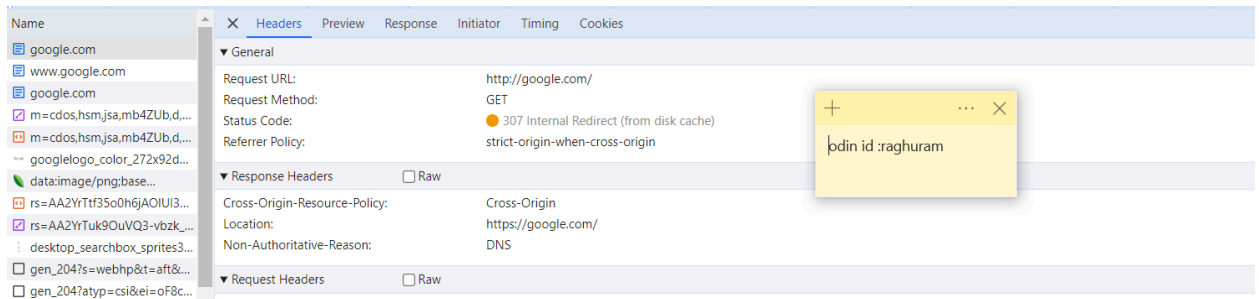 Name
google.com
www.google.com
google.com
m=cdos,hsm,jsa,mb4ZUb,d,...
m=cdos,hsm,jsa,mb4ZUb,d,...
googlelogo_color_272x92d...
data:image/png;base...
rs=AA2YrTtf35o0h6jAOIUI3...
rs=AA2YrTuk9OuVQ3-vbzk_...
desktop_searchbox_sprites3...
gen_204?s=webhp&t=aft&...
gen_204?atyp=csi&ei=oF8c...
Headers Preview Response Initiator Timing Cookies
General
Request URL: http://google.com/
Request Method: GET
Status Code: 307 Internal Redirect (from disk cache)
Referrer Policy: strict-origin-when-cross-origin
Response Headers Raw
Cross-Origin-Resource-Policy: Cross-Origin
Location: https://google.com/
Non-Authoritative-Reason: DNS
Request Headers Raw
odin id :raghuram